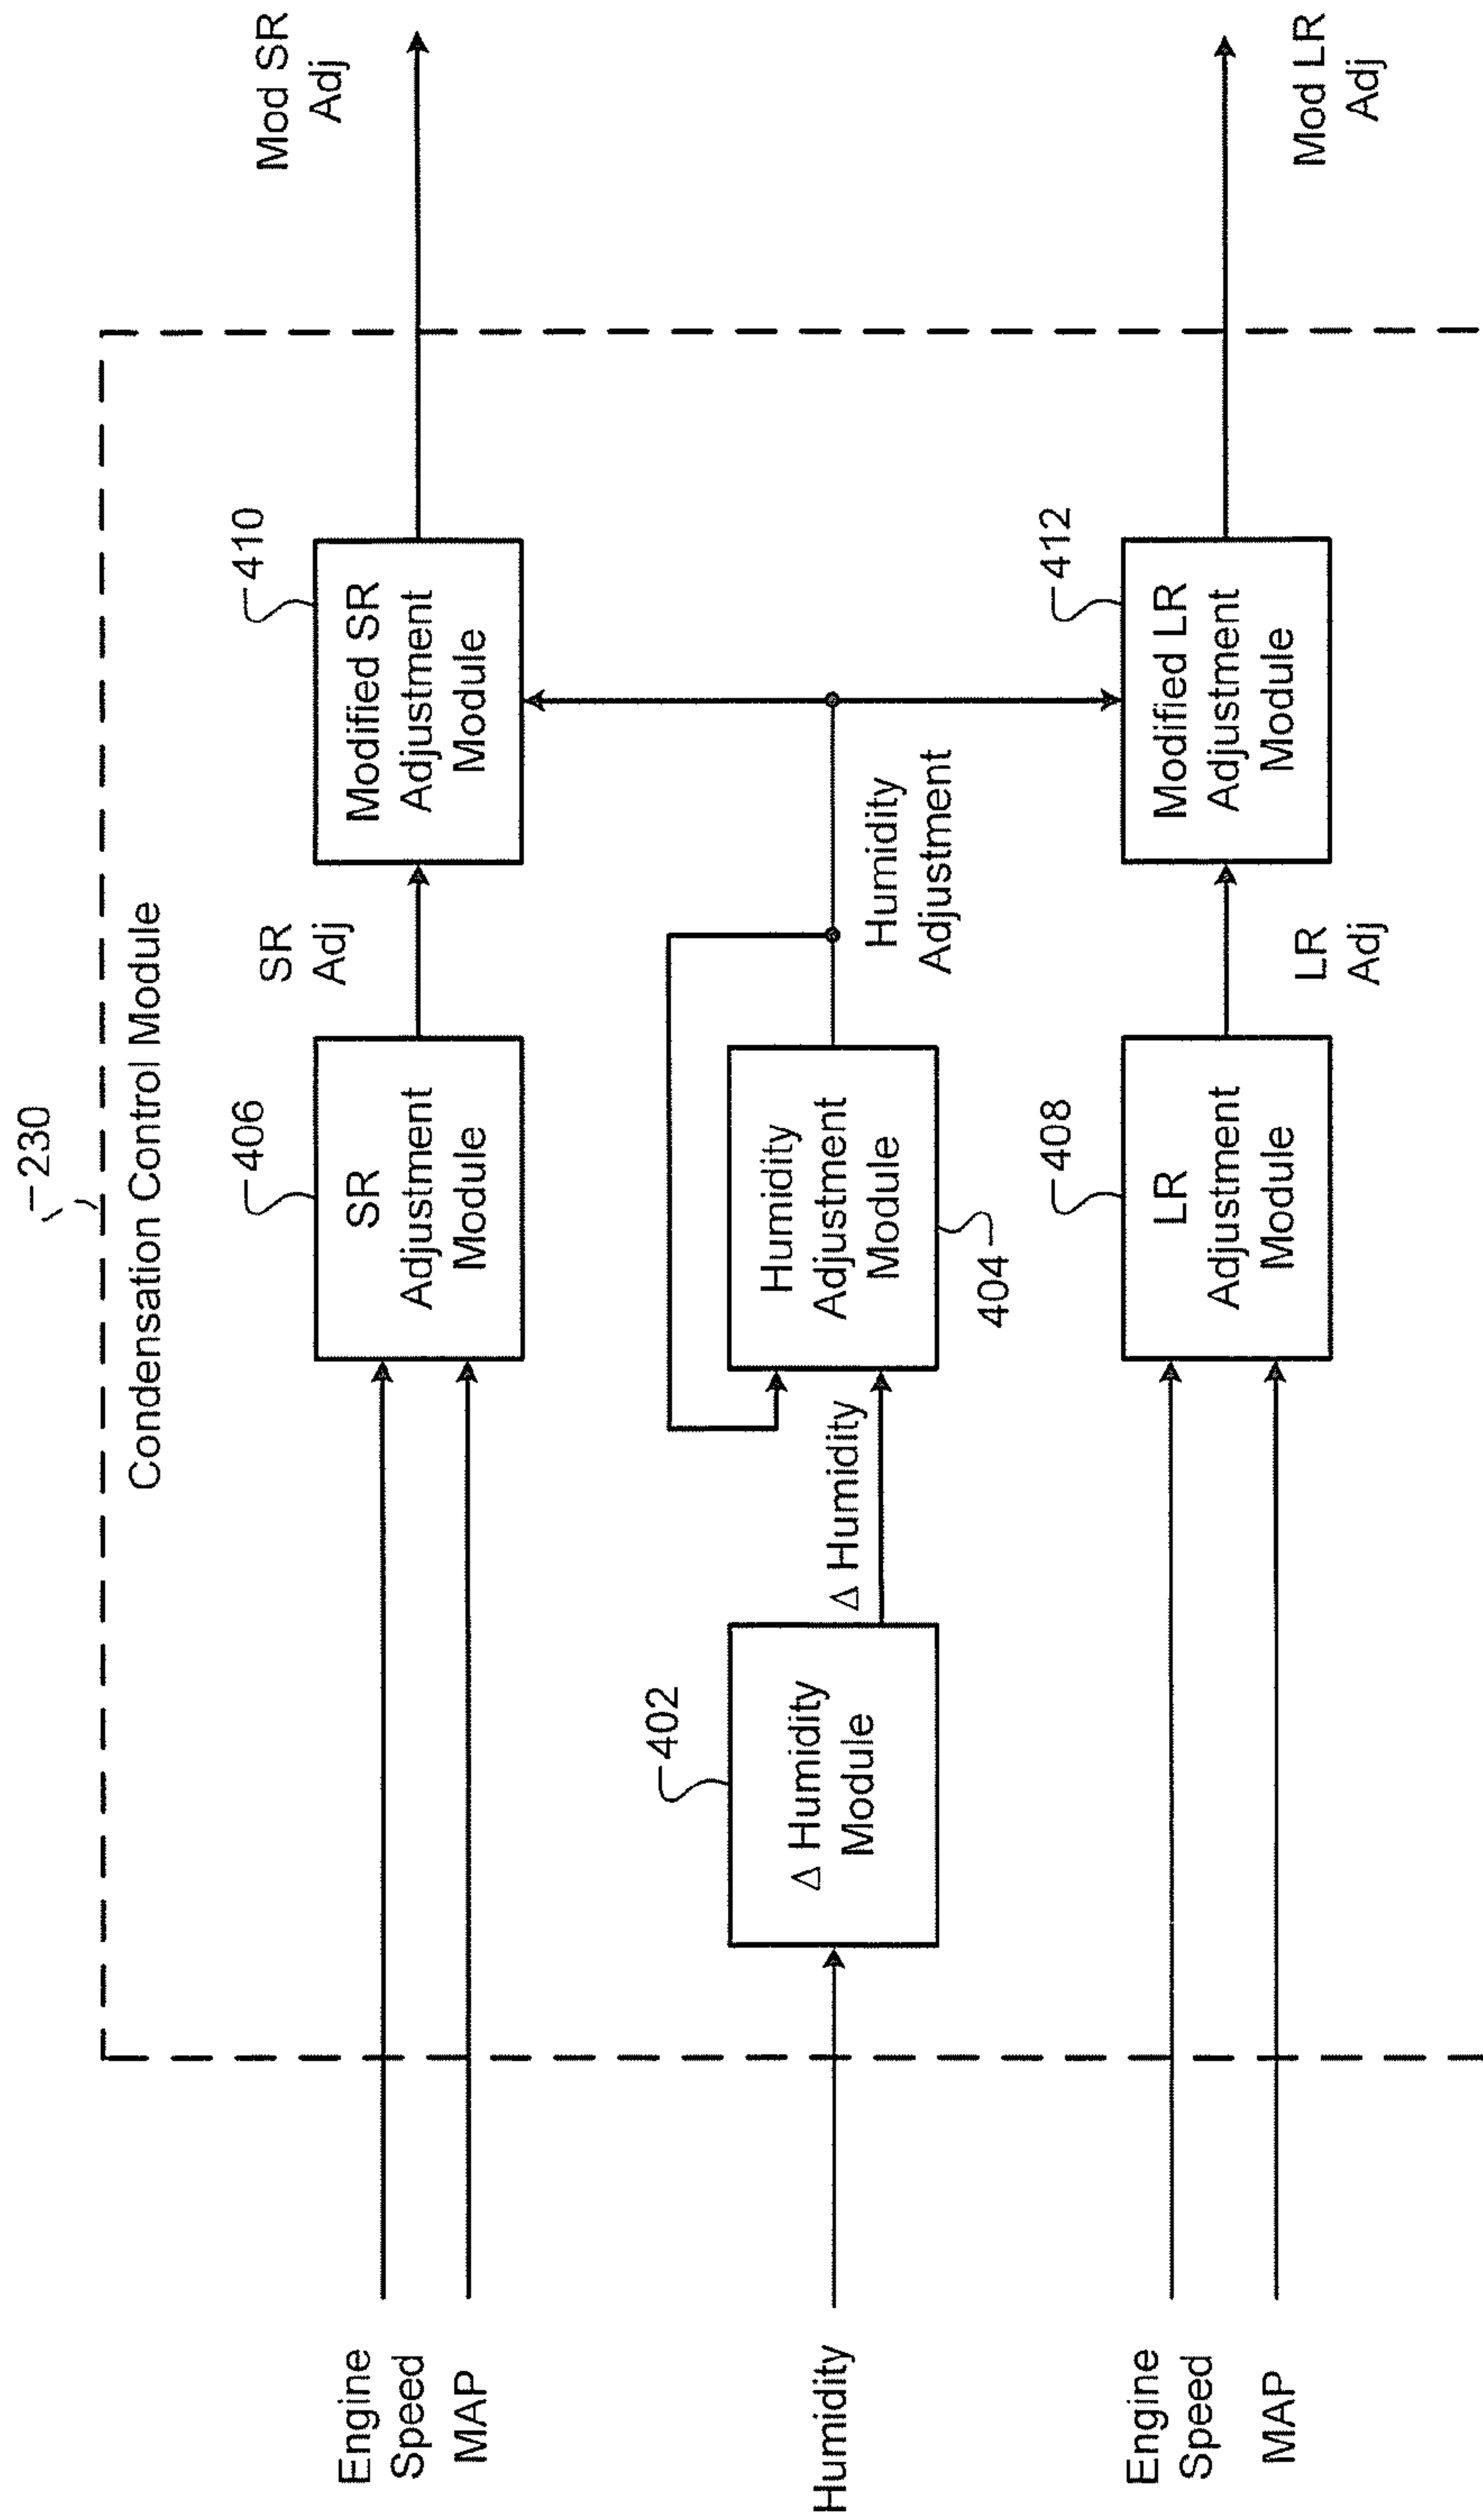 230
Condensation Control Module
Engine
Speed
MAP
406
SR
Adjustment
Module
SR
Adj
410
Modified SR
Adjustment
Module
Mod SR
Adj
Humidity
402
Δ Humidity
Module
Δ Humidity
Humidity
Adjustment
Module
404
Humidity
Adjustment
Engine
Speed
MAP
408
LR
Adjustment
Module
LR
Adj
412
Modified LR
Adjustment
Module
Mod LR
Adj